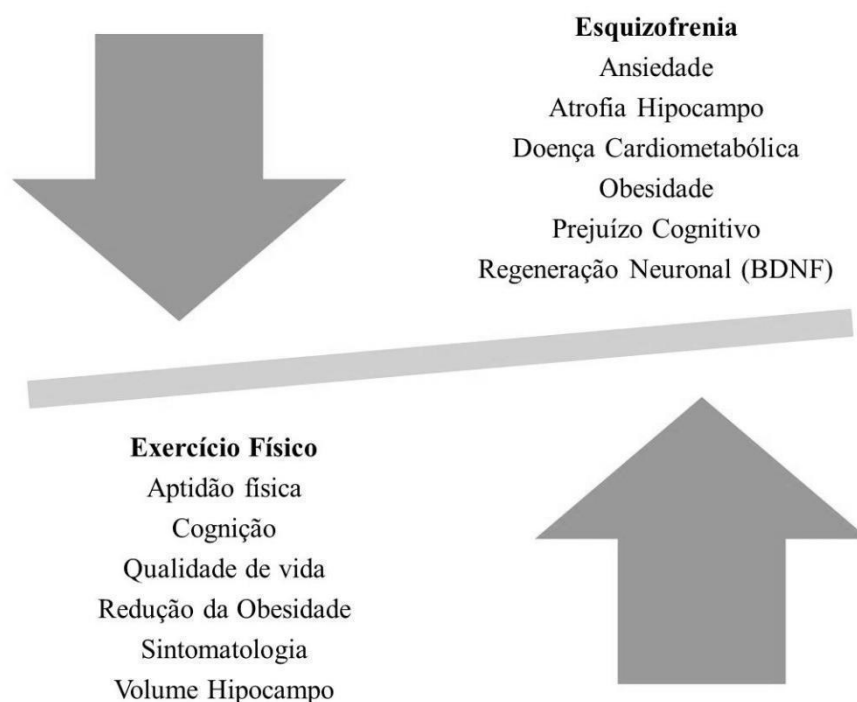 Esquizofrenia
Ansiedade
Atrofia Hipocampo
Doença Cardiometabólica
Obesidade
Prejuízo Cognitivo
Regeneração Neuronal (BDNF)
Exercício Físico
Aptidão física
Cognição
Qualidade de vida
Redução da Obesidade
Sintomatologia
Volume Hipocampo